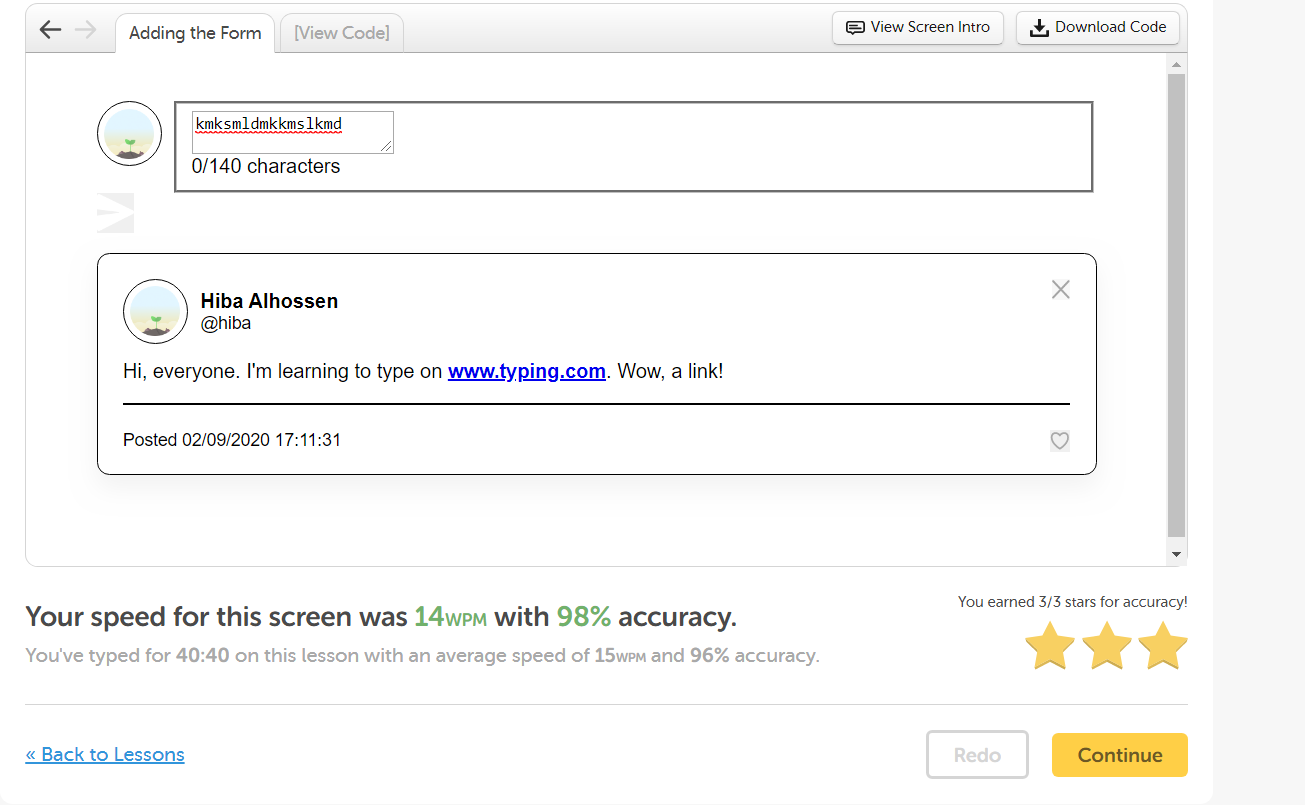 Adding the Form [View Code] View Screen Intro Download Code
kmksmldmkkmslkmd
0/140 characters
Hiba Alhossen
@hiba
Hi, everyone. I'm learning to type on www.typing.com. Wow, a link!
Posted 02/09/2020 17:11:31
You earned 3/3 stars for accuracy!
Your speed for this screen was 14WPM with 98% accuracy.
You've typed for 40:40 on this lesson with an average speed of 15WPM and 96% accuracy.
« Back to Lessons Redo Continue